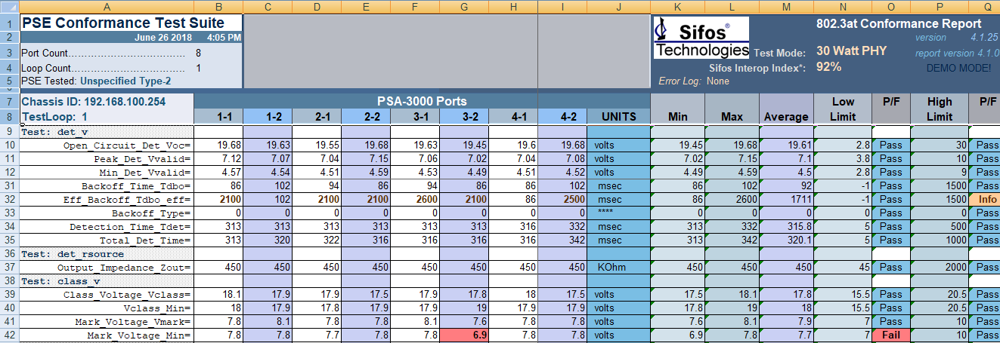 A B C D E F G H I J K L M N O P Q
1 PSE Conformance Test Suite Sifos® Technologies 802.3at Conformance Report
2 June 26 2018 4:05 PM version 4.1.25
3 Port Count……………………………. 8 Test Mode: 30 Watt PHY report version 4.1.0
4 Loop Count…………………………….. 1 Sifos Interop Index*: 92% DEMO MODE!
5 PSE Tested: Unspecified Type-2 Error Log: None
7 Chassis ID: 192.168.100.254 PSA-3000 Ports Low P/F High P/F
8 TestLoop: 1 1-1 1-2 2-1 2-2 3-1 3-2 4-1 4-2 UNITS Min Max Average Limit Limit
9 Test: det_v
10 Open_Circuit_Det_Voc= 19.68 19.63 19.55 19.68 19.63 19.45 19.6 19.68 volts 19.45 19.68 19.61 2.8 Pass 30 Pass
11 Peak_Det_Vvalid= 7.12 7.07 7.04 7.15 7.06 7.02 7.04 7.08 volts 7.02 7.15 7.1 3.8 Pass 10 Pass
12 Min_Det_Vvalid= 4.57 4.54 4.51 4.59 4.53 4.49 4.51 4.52 volts 4.49 4.59 4.5 2.8 Pass 9 Pass
31 Backoff_Time_Tdbo= 86 102 94 86 94 86 86 102 msec 86 102 92 -1 Pass 1500 Pass
32 Eff_Backoff_Tdbo_eff= 2100 102 2100 2100 2600 2100 86 2500 msec 86 2600 1711 -1 Pass 1500 Info
33 Backoff_Type= 0 0 0 0 0 0 0 0 **** 0 0 0 0 Pass 0 Pass
34 Detection_Time_Tdet= 313 313 313 313 313 313 316 332 msec 313 332 315.8 5 Pass 500 Pass
35 Total_Det_Time= 313 320 322 316 316 316 316 342 msec 313 342 320.1 5 Pass 1000 Pass
36 Test: det_rsource
37 Output_Impedance_Zout= 450 450 450 450 450 450 450 450 KOhm 450 450 450 45 Pass 2000 Pass
38 Test: class_v
39 Class_Voltage_Vclass= 18.1 17.9 17.9 17.5 17.9 17.8 18 17.5 volts 17.5 18.1 17.8 15.5 Pass 20.5 Pass
40 Vclass_Min= 18 17.9 17.8 17.9 17.9 19 17.9 17.9 volts 17.8 19 18 15.5 Pass 20.5 Pass
41 Mark_Voltage_Vmark= 7.8 8.1 7.8 7.8 8.1 7.6 7.8 7.8 volts 7.6 8.1 7.9 7 Pass 10 Pass
42 Mark_Voltage_Min= 7.8 7.8 7.7 7.8 7.8 6.9 7.8 7.8 volts 6.9 7.8 7.7 7 Fail 10 Pass